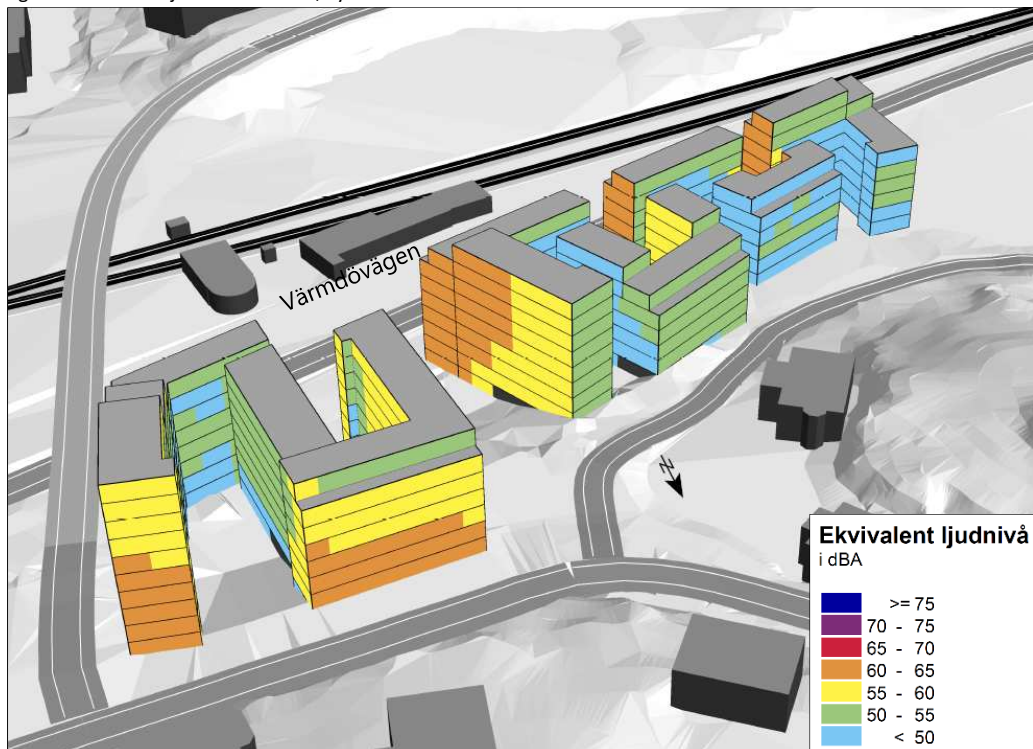 Värmdövägen
N
Ekvivalent ljudnivå
i dBA
>= 75
70 - 75
65 - 70
60 - 65
55 - 60
50 - 55
< 50